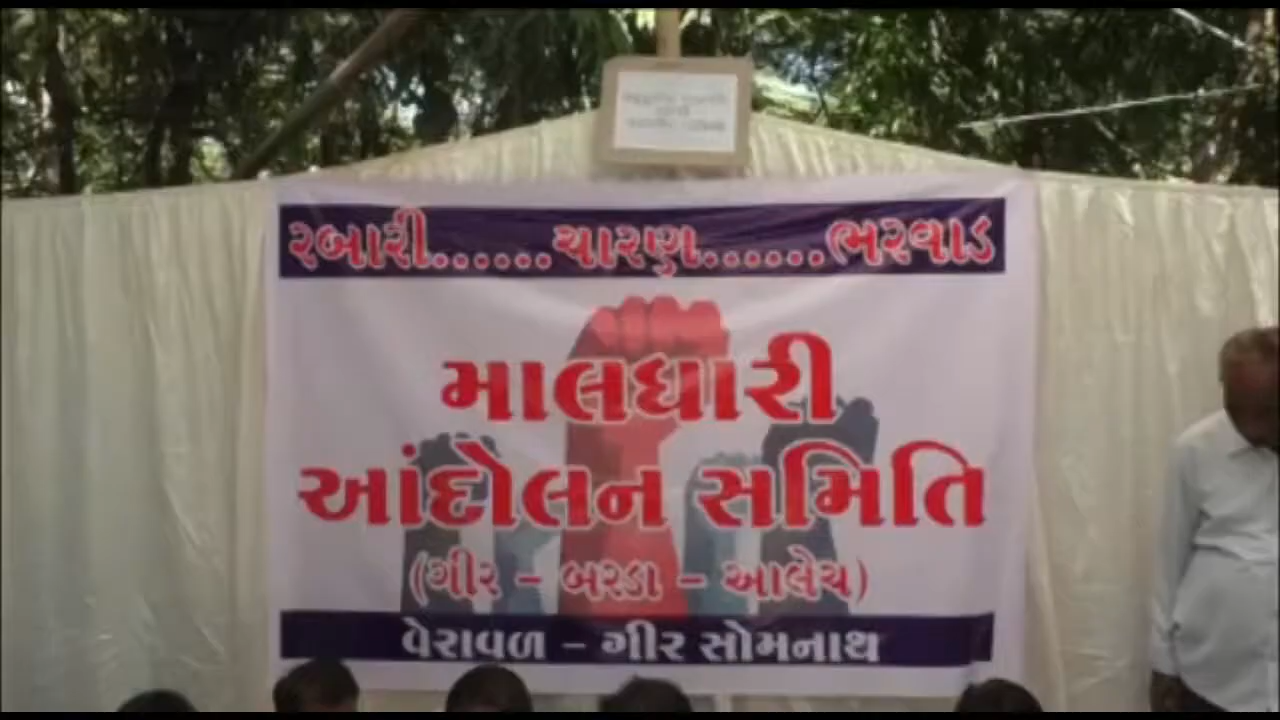 રબારી......ચારણ......ભરવાડ
માલધારી
આંદોલન સમિતિ
(ગીર - બરડા - આલેચ)
વેરાવળ - ગીર સોમનાથ